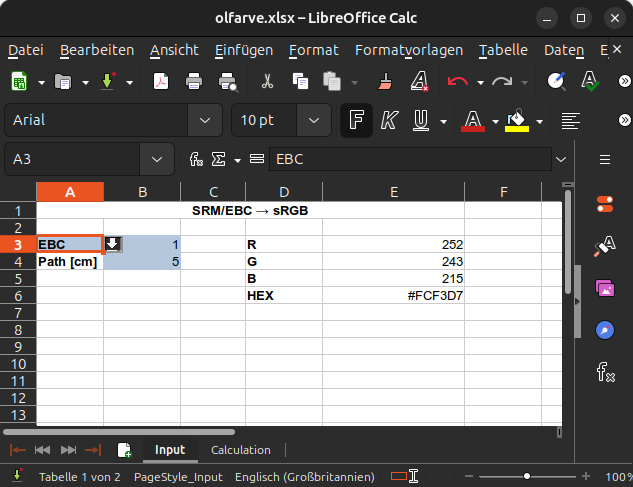 olfarve.xlsx – LibreOffice Calc
Datei Bearbeiten Ansicht Einfügen Format Formatvorlagen Tabelle Daten E
Arial 10 pt F K U A
A3 fx Σ = EBC
A B C D E F
1 SRM/EBC → sRGB
2
3 EBC 1 R 252
4 Path [cm] 5 G 243
5 B 215
6 HEX #FCF3D7
7
8
9
10
11
12
13
Input Calculation
Tabelle 1 von 2 PageStyle_Input Englisch (Großbritannien) 100%